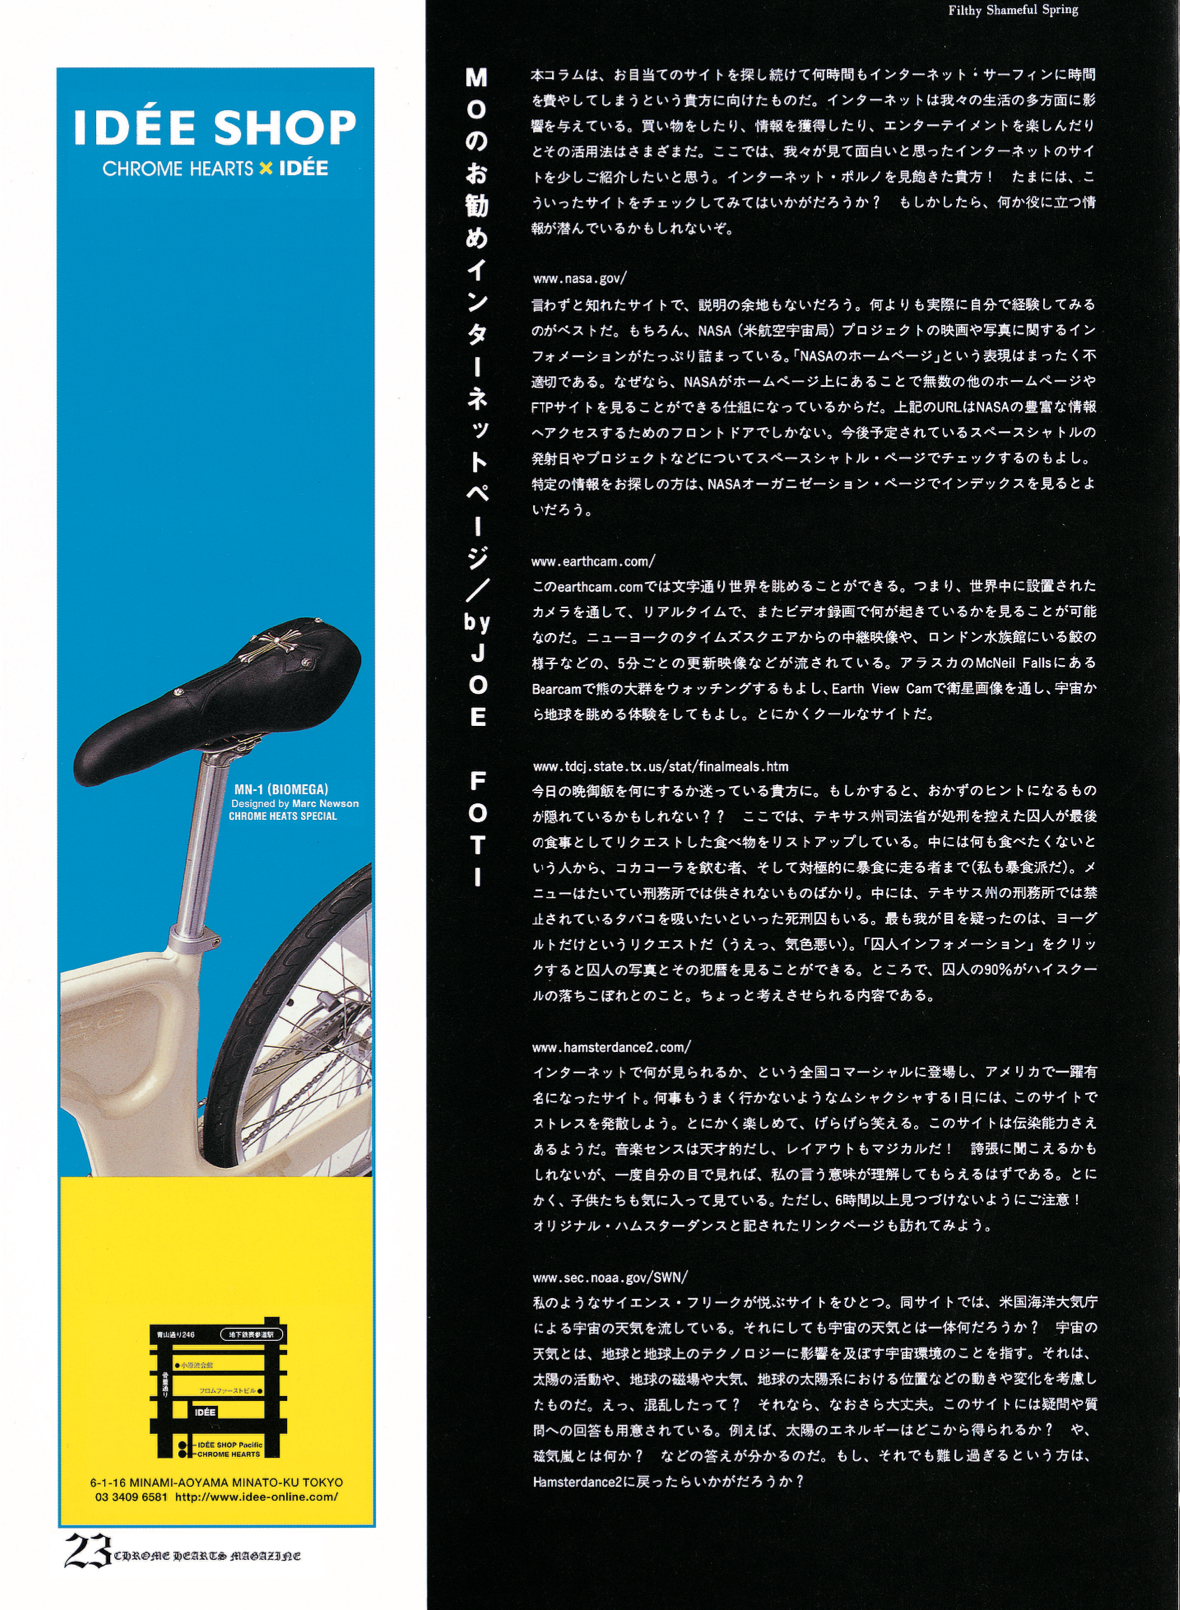 Filthy Shameful Spring
IDÉE SHOP
CHROME HEARTS × IDÉE
MN-1 (BIOMEGA)
Designed by Marc Newson
CHROME HEATS SPECIAL
青山通り246
地下鉄表参道駅
●小原流会館
骨董通り
フロムファーストビル●
IDÉE
IDÉE SHOP Pacific
CHROME HEARTS
6-1-16 MINAMI-AOYAMA MINATO-KU TOKYO
03 3409 6581 http://www.idee-online.com/
23 CHROME HEARTS MAGAZINE
MOのお勧めインターネットページ/by JOE FOTI
本コラムは、お目当てのサイトを探し続けて何時間もインターネット・サーフィンに時間
を費やしてしまうという貴方に向けたものだ。インターネットは我々の生活の多方面に影
響を与えている。買い物をしたり、情報を獲得したり、エンターテイメントを楽しんだり
とその活用法はさまざまだ。ここでは、我々が見て面白いと思ったインターネットのサイ
トを少しご紹介したいと思う。インターネット・ポルノを見飽きた貴方！　たまには、こ
ういったサイトをチェックしてみてはいかがだろうか？　もしかしたら、何か役に立つ情
報が潜んでいるかもしれないぞ。
www.nasa.gov/
言わずと知れたサイトで、説明の余地もないだろう。何よりも実際に自分で経験してみる
のがベストだ。もちろん、NASA（米航空宇宙局）プロジェクトの映画や写真に関するイン
フォメーションがたっぷり詰まっている。「NASAのホームページ」という表現はまったく不
適切である。なぜなら、NASAがホームページ上にあることで無数の他のホームページや
FTPサイトを見ることができる仕組になっているからだ。上記のURLはNASAの豊富な情報
へアクセスするためのフロントドアでしかない。今後予定されているスペースシャトルの
発射日やプロジェクトなどについてスペースシャトル・ページでチェックするのもよし。
特定の情報をお探しの方は、NASAオーガニゼーション・ページでインデックスを見るとよ
いだろう。
www.earthcam.com/
このearthcam.comでは文字通り世界を眺めることができる。つまり、世界中に設置された
カメラを通して、リアルタイムで、またビデオ録画で何が起きているかを見ることが可能
なのだ。ニューヨークのタイムズスクエアからの中継映像や、ロンドン水族館にいる鮫の
様子などの、5分ごとの更新映像などが流されている。アラスカのMcNeil Fallsにある
Bearcamで熊の大群をウォッチングするもよし、Earth View Camで衛星画像を通し、宇宙か
ら地球を眺める体験をしてもよし。とにかくクールなサイトだ。
www.tdcj.state.tx.us/stat/finalmeals.htm
今日の晩御飯を何にするか迷っている貴方に。もしかすると、おかずのヒントになるもの
が隠れているかもしれない？？　ここでは、テキサス州司法省が処刑を控えた囚人が最後
の食事としてリクエストした食べ物をリストアップしている。中には何も食べたくないと
いう人から、コカコーラを飲む者、そして対極的に暴食に走る者まで(私も暴食派だ)。メ
ニューはたいてい刑務所では供されないものばかり。中には、テキサス州の刑務所では禁
止されているタバコを吸いたいといった死刑囚もいる。最も我が目を疑ったのは、ヨーグ
ルトだけというリクエストだ（うえっ、気色悪い）。「囚人インフォメーション」をクリッ
クすると囚人の写真とその犯暦を見ることができる。ところで、囚人の90％がハイスクー
ルの落ちこぼれとのこと。ちょっと考えさせられる内容である。
www.hamsterdance2.com/
インターネットで何が見られるか、という全国コマーシャルに登場し、アメリカで一躍有
名になったサイト。何事もうまく行かないようなムシャクシャする1日には、このサイトで
ストレスを発散しよう。とにかく楽しめて、げらげら笑える。このサイトは伝染能力さえ
あるようだ。音楽センスは天才的だし、レイアウトもマジカルだ！　誇張に聞こえるかも
しれないが、一度自分の目で見れば、私の言う意味が理解してもらえるはずである。とに
かく、子供たちも気に入って見ている。ただし、6時間以上見つづけないようにご注意！
オリジナル・ハムスターダンスと記されたリンクページも訪れてみよう。
www.sec.noaa.gov/SWN/
私のようなサイエンス・フリークが悦ぶサイトをひとつ。同サイトでは、米国海洋大気庁
による宇宙の天気を流している。それにしても宇宙の天気とは一体何だろうか？　宇宙の
天気とは、地球と地球上のテクノロジーに影響を及ぼす宇宙環境のことを指す。それは、
太陽の活動や、地球の磁場や大気、地球の太陽系における位置などの動きや変化を考慮し
たものだ。えっ、混乱したって？　それなら、なおさら大丈夫。このサイトには疑問や質
問への回答も用意されている。例えば、太陽のエネルギーはどこから得られるか？　や、
磁気嵐とは何か？　などの答えが分かるのだ。もし、それでも難し過ぎるという方は、
Hamsterdance2に戻ったらいかがだろうか？